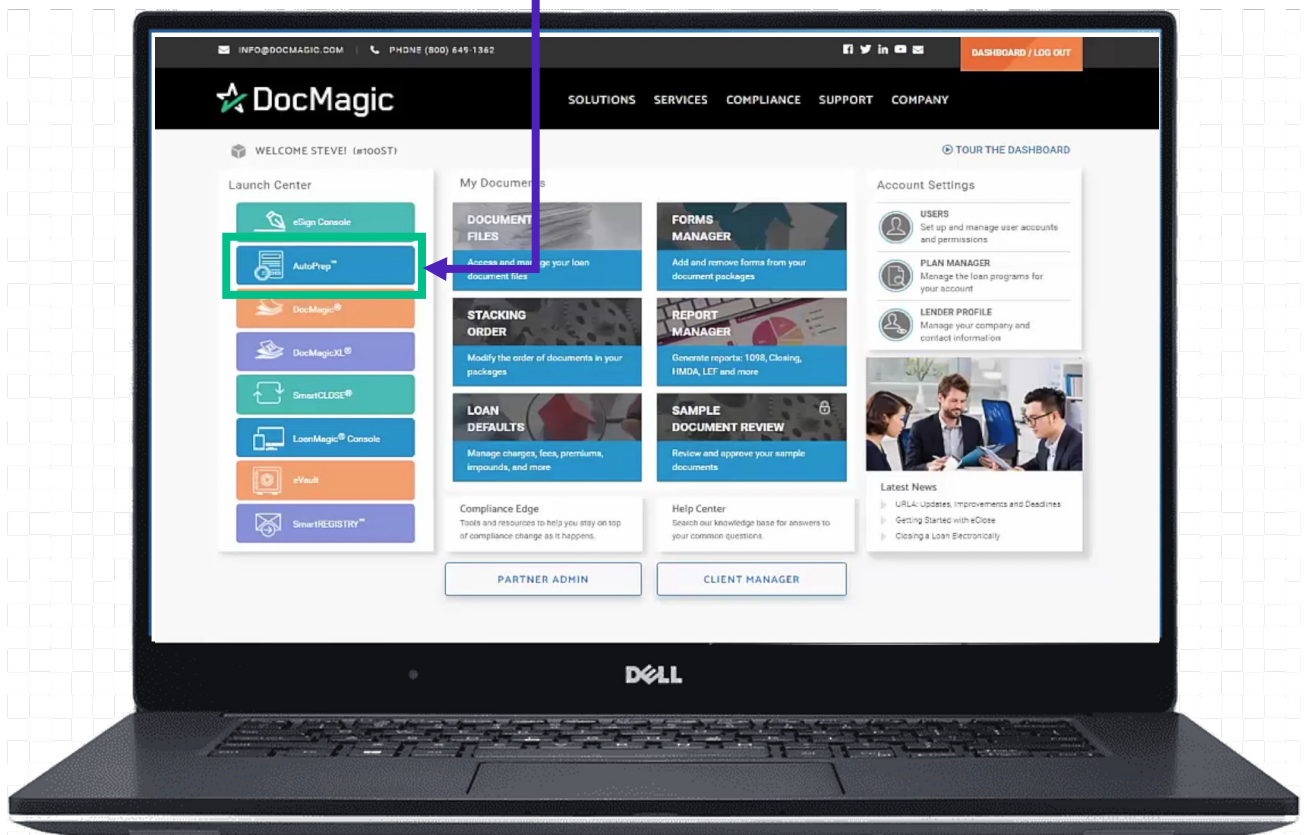 INFO@DOCMAGIC.COM | PHONE (800) 649-1362
DASHBOARD / LOG OUT
DocMagic
SOLUTIONS SERVICES COMPLIANCE SUPPORT COMPANY
WELCOME STEVE! (#100ST)
TOUR THE DASHBOARD
Launch Center
eSign Console
AutoPrep™
DocMagic®
DocMagicXL®
SmartCLOSE®
LoanMagic® Console
eVault
SmartREGISTRY™
My Documents
DOCUMENT
FILES
Access and manage your loan
document files
FORMS
MANAGER
Add and remove forms from your
document packages
STACKING
ORDER
Modify the order of documents in your
packages
REPORT
MANAGER
Generate reports: 1098, Closing,
HMDA, LEF and more
LOAN
DEFAULTS
Manage charges, fees, premiums,
impounds, and more
SAMPLE
DOCUMENT REVIEW
Review and approve your sample
documents
Compliance Edge
Tools and resources to help you stay on top
of compliance change as it happens.
Help Center
Search our knowledge base for answers to
your common questions.
PARTNER ADMIN
CLIENT MANAGER
Account Settings
USERS
Set up and manage user accounts
and permissions
PLAN MANAGER
Manage the loan programs for
your account
LENDER PROFILE
Manage your company and
contact information
Latest News
URLA: Updates, Improvements and Deadlines
Getting Started with eClose
Closing a Loan Electronically
DELL